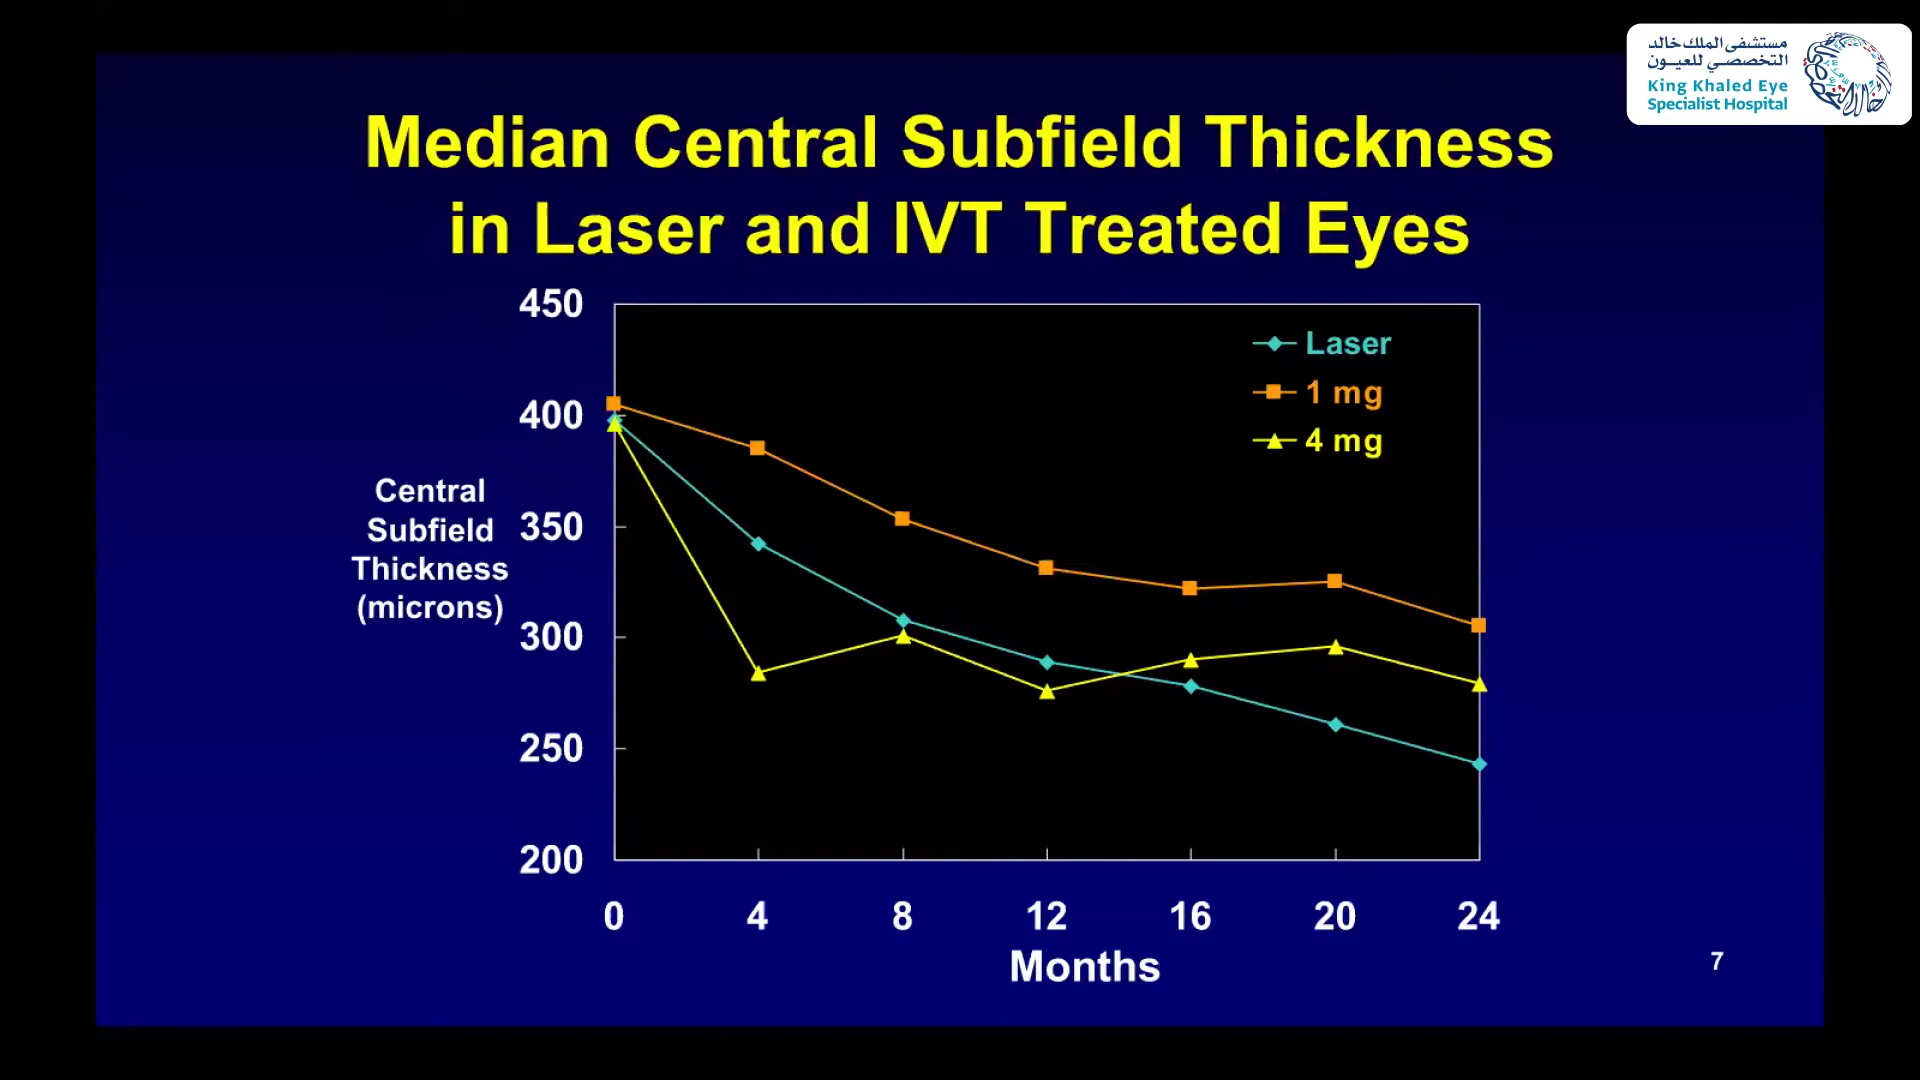 مستشفى الملك خالد
التخصصي للعيون
King Khaled Eye
Specialist Hospital
Median Central Subfield Thickness
in Laser and IVT Treated Eyes
450
400
350
300
250
200
Central
Subfield
Thickness
(microns)
Laser
1 mg
4 mg
0 4 8 12 16 20 24
Months
7